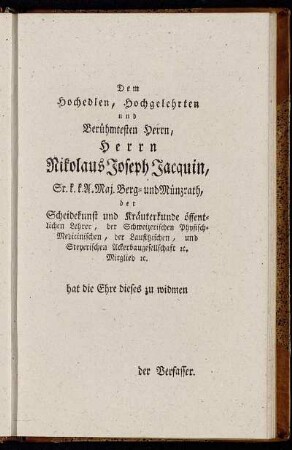 Dem
Hochedlen, Hochgelehrten
und
Berühmtesten Herrn,
Herrn
Nikolaus Joseph Jacquin,
Sr. k. k. A. Maj. Berg- und Münzrath,
der
Scheidekunst und Kräuterkunde öffent-
lichen Lehrer, der Schweizerischen Physisch-
Medicinischen, der Lausitzischen, und
Steyerischen Ackerbaugesellschaft ꝛc.
Mitglied ꝛc.
hat die Ehre dieses zu widmen
der Verfasser.